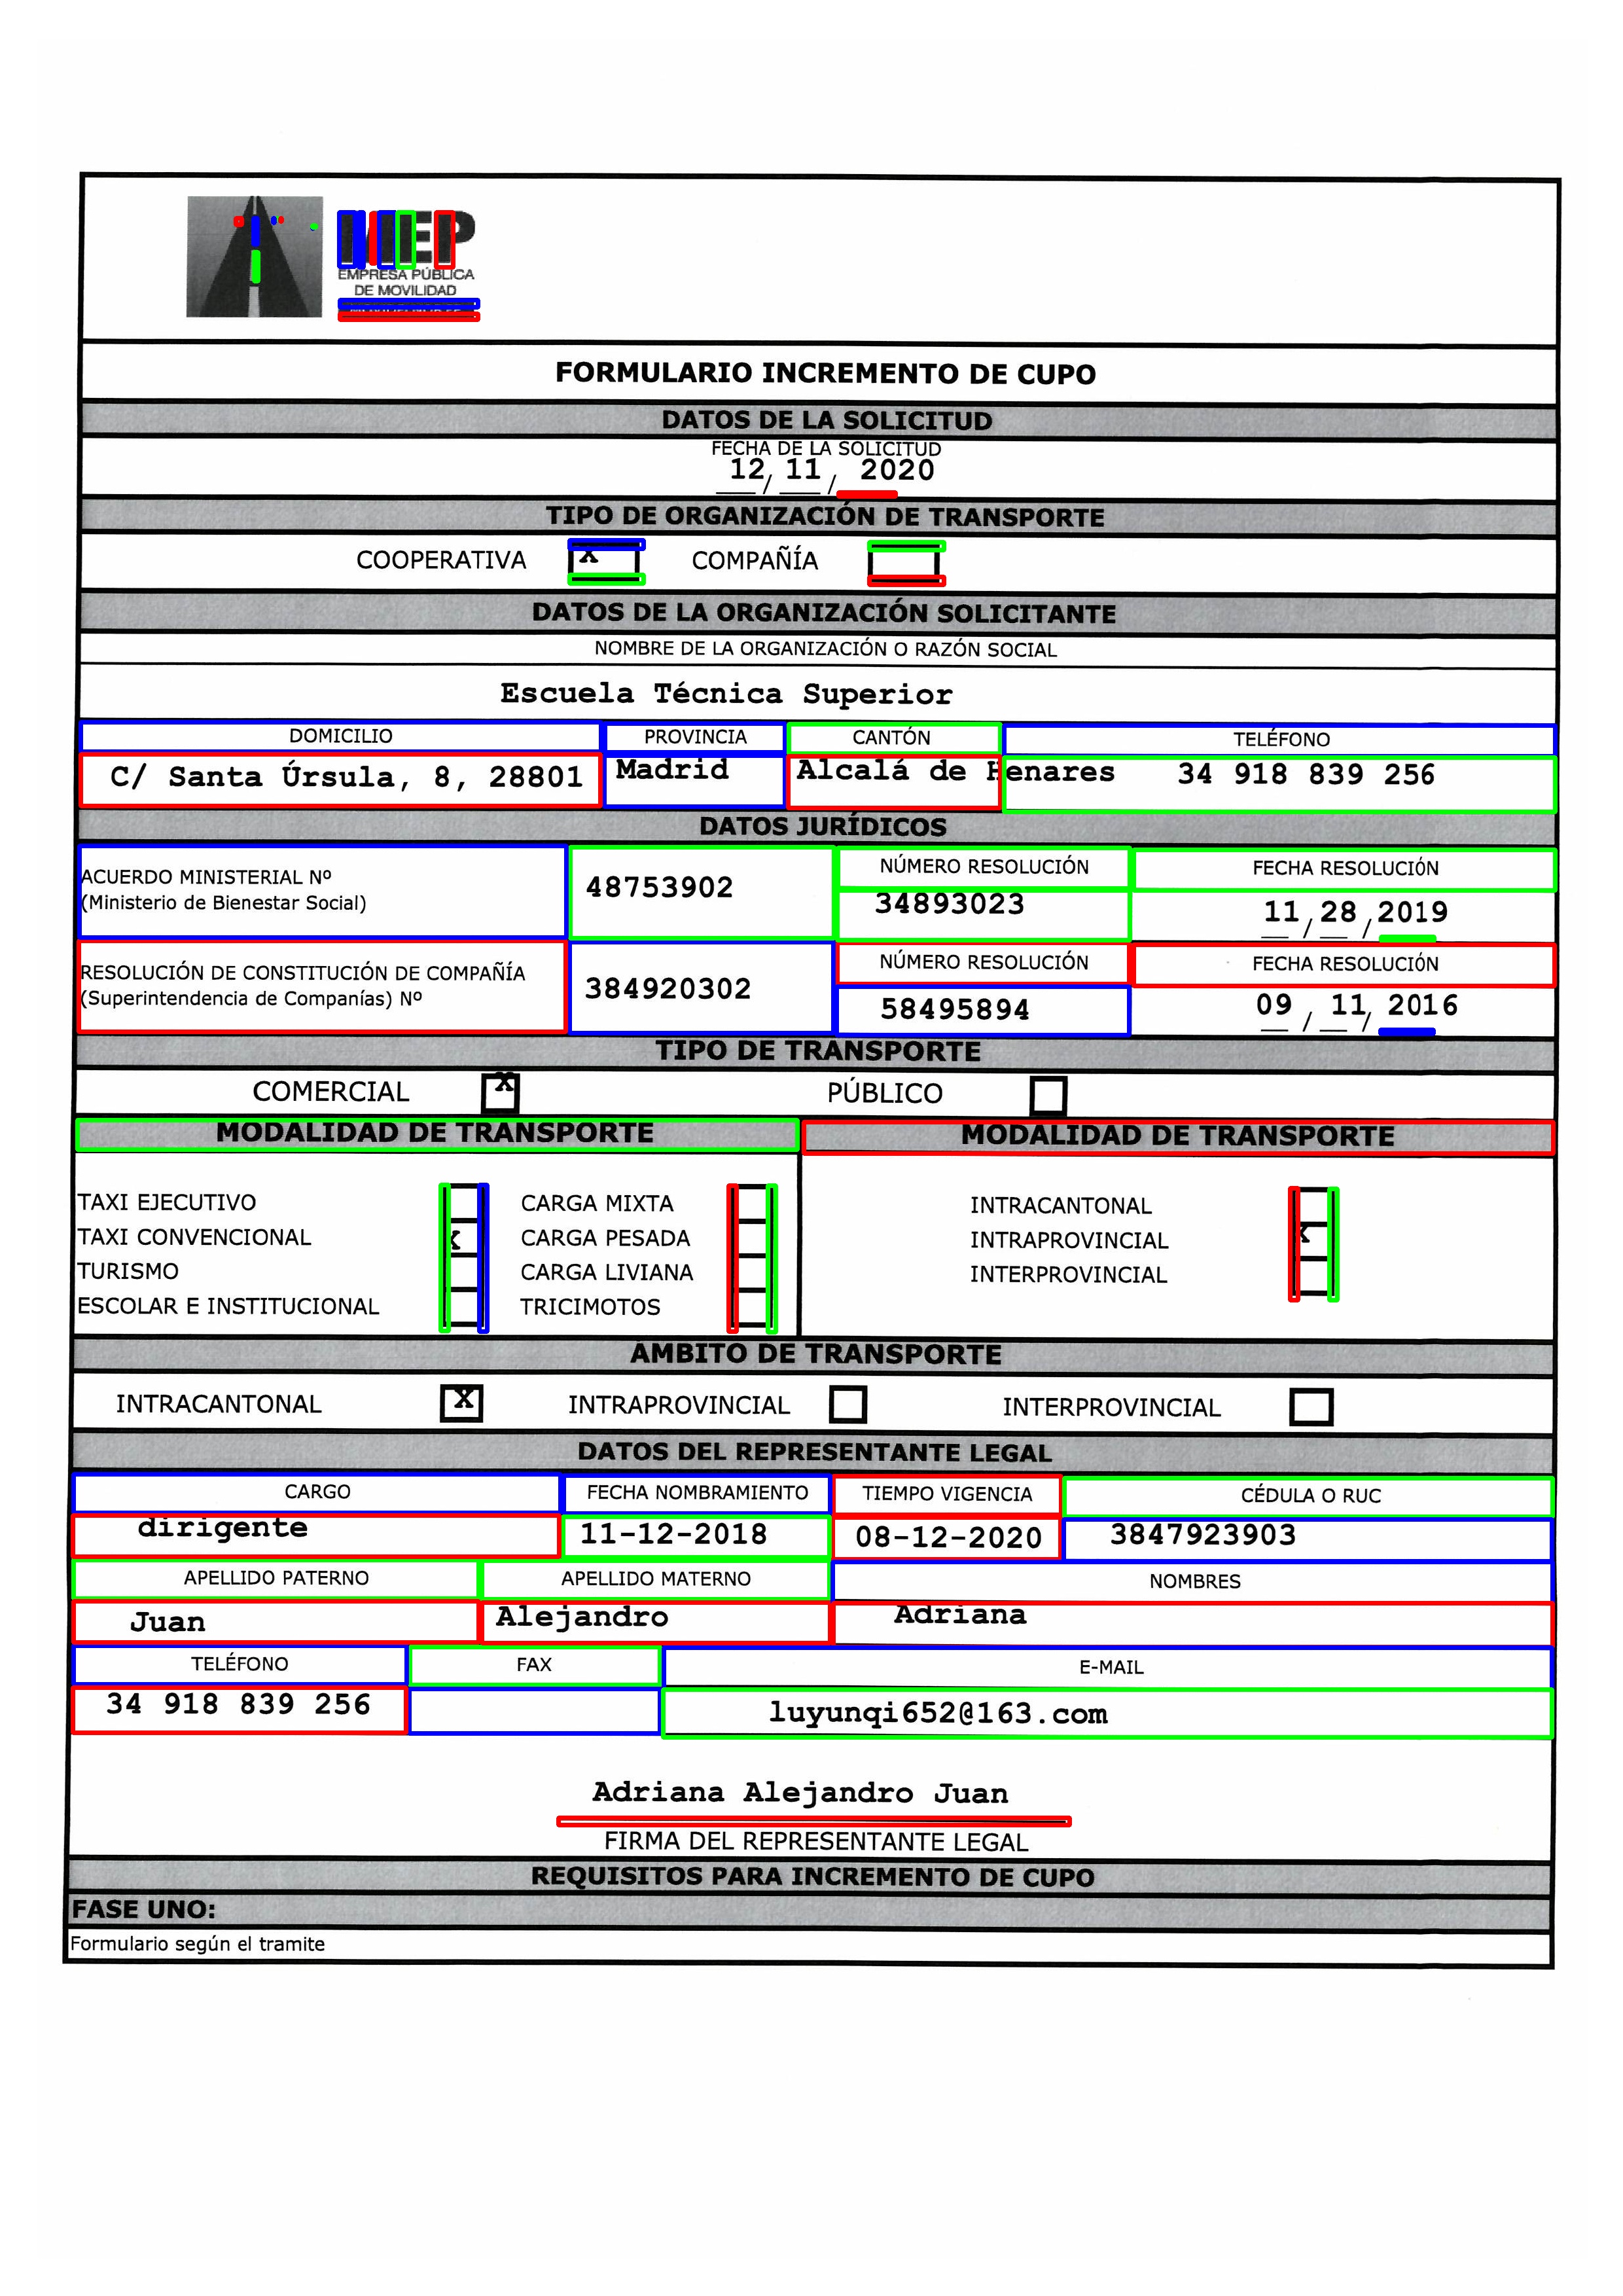 MEP
EMPRESA PÚBLICA
DE MOVILIDAD
FORMULARIO INCREMENTO DE CUPO
DATOS DE LA SOLICITUD
FECHA DE LA SOLICITUD
12/ 11 / 2020
TIPO DE ORGANIZACIÓN DE TRANSPORTE
COOPERATIVA X COMPAÑÍA
DATOS DE LA ORGANIZACIÓN SOLICITANTE
NOMBRE DE LA ORGANIZACIÓN O RAZÓN SOCIAL
Escuela Técnica Superior
DOMICILIO PROVINCIA CANTÓN TELÉFONO
C/ Santa Úrsula, 8, 28801 Madrid Alcalá de Henares 34 918 839 256
DATOS JURÍDICOS
ACUERDO MINISTERIAL Nº
(Ministerio de Bienestar Social)
48753902
NÚMERO RESOLUCIÓN FECHA RESOLUCIÓN
34893023 11 / 28 / 2019
RESOLUCIÓN DE CONSTITUCIÓN DE COMPAÑÍA
(Superintendencia de Companías) Nº
384920302
NÚMERO RESOLUCIÓN FECHA RESOLUCIÓN
58495894 09 / 11 / 2016
TIPO DE TRANSPORTE
COMERCIAL X PÚBLICO
MODALIDAD DE TRANSPORTE MODALIDAD DE TRANSPORTE
TAXI EJECUTIVO CARGA MIXTA INTRACANTONAL
TAXI CONVENCIONAL X CARGA PESADA INTRAPROVINCIAL X
TURISMO CARGA LIVIANA INTERPROVINCIAL
ESCOLAR E INSTITUCIONAL TRICIMOTOS
ÁMBITO DE TRANSPORTE
INTRACANTONAL X INTRAPROVINCIAL INTERPROVINCIAL
DATOS DEL REPRESENTANTE LEGAL
CARGO FECHA NOMBRAMIENTO TIEMPO VIGENCIA CÉDULA O RUC
dirigente 11-12-2018 08-12-2020 3847923903
APELLIDO PATERNO APELLIDO MATERNO NOMBRES
Juan Alejandro Adriana
TELÉFONO FAX E-MAIL
34 918 839 256 luyunqi652@163.com
Adriana Alejandro Juan
FIRMA DEL REPRESENTANTE LEGAL
REQUISITOS PARA INCREMENTO DE CUPO
FASE UNO:
Formulario según el tramite